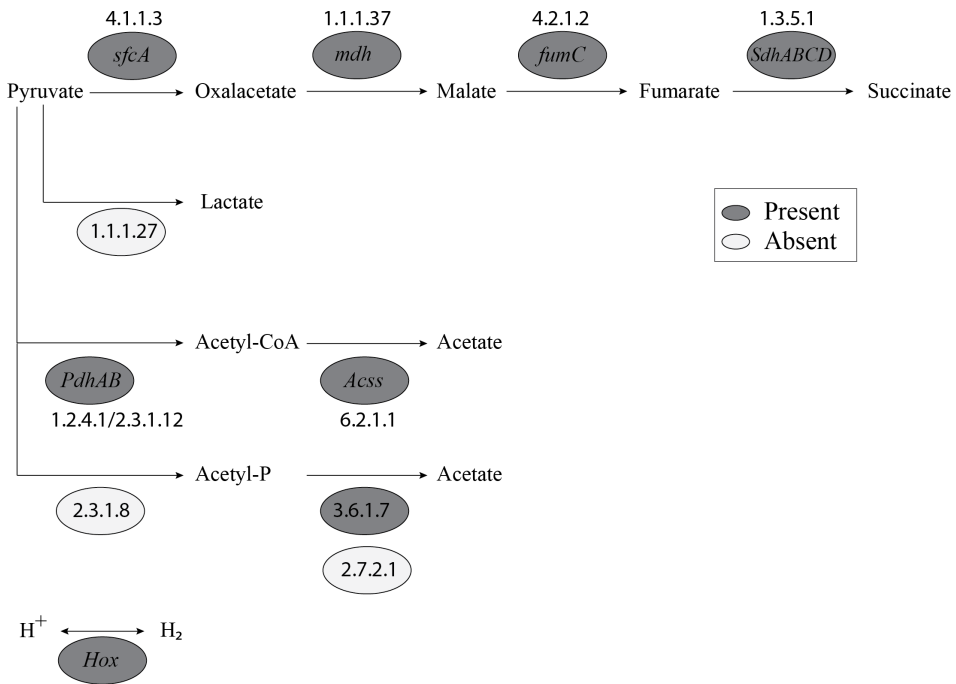 4.1.1.3 1.1.1.37 4.2.1.2 1.3.5.1
sfcA mdh fumC SdhABCD
Pyruvate Oxalacetate Malate Fumarate Succinate
Lactate
1.1.1.27
Present
Absent
Acetyl-CoA Acetate
PdhAB Acss
1.2.4.1/2.3.1.12 6.2.1.1
Acetyl-P Acetate
2.3.1.8 3.6.1.7
2.7.2.1
H+ H₂
Hox